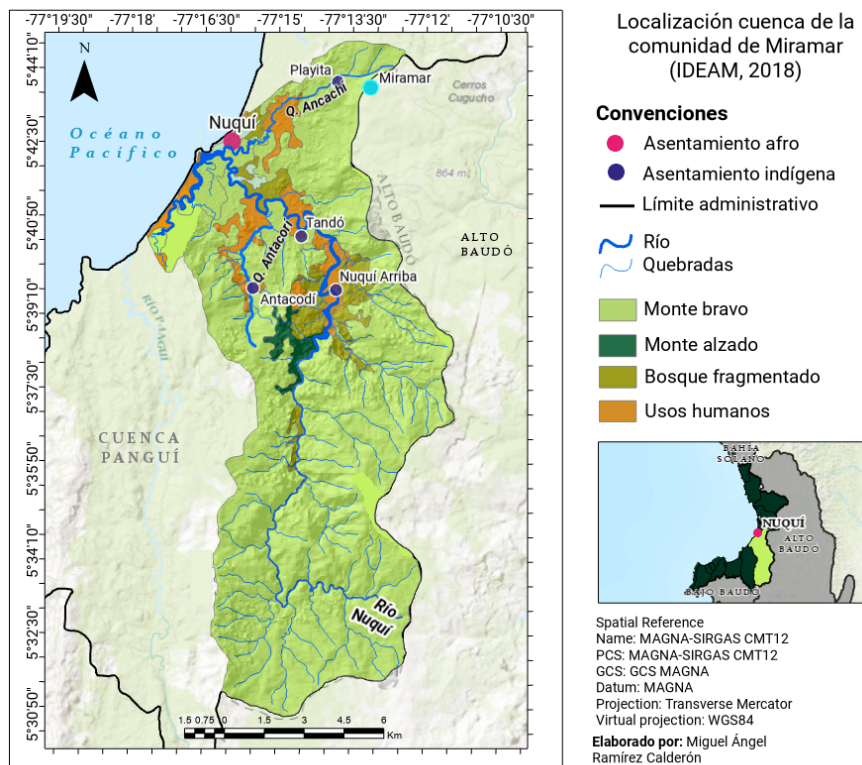 -77°19'30" -77°18' -77°16'30" -77°15' -77°13'30" -77°12' -77°10'30"
5°44'10"
5°42'30"
5°40'50"
5°39'10"
5°37'30"
5°35'50"
5°34'10"
5°32'30"
5°30'50"
N
Playita
Miramar
Cerros
Cugucho
Q. Ancachí
Nuquí
Océano
Pacífico
864 m
ALTO BAUDÓ
Tandó
ALTO
BAUDÓ
Q. Antacorí
Nuquí Arriba
Antacodí
RÍO PANGUÍ
CUENCA
PANGUÍ
Río
Nuquí
1.5 0.75 0 1.5 3 4.5 6
Km
Localización cuenca de la
comunidad de Miramar
(IDEAM, 2018)
Convenciones
Asentamiento afro
Asentamiento indígena
Límite administrativo
Río
Quebradas
Monte bravo
Monte alzado
Bosque fragmentado
Usos humanos
BAHIA
SOLANO
NUQUÍ
ALTO
BAUDÓ
BAJO BAUDÓ
Spatial Reference
Name: MAGNA-SIRGAS CMT12
PCS: MAGNA-SIRGAS CMT12
GCS: GCS MAGNA
Datum: MAGNA
Projection: Transverse Mercator
Virtual projection: WGS84
Elaborado por: Miguel Ángel
Ramírez Calderón